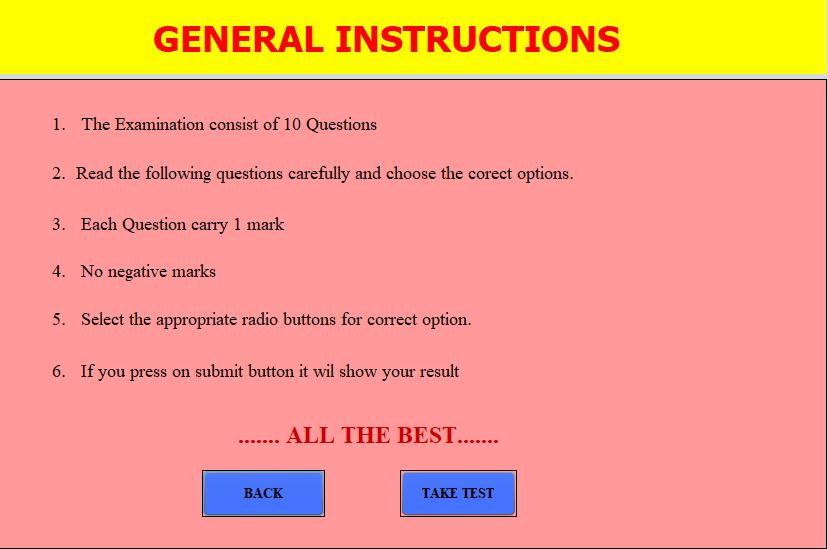 GENERAL INSTRUCTIONS
1. The Examination consist of 10 Questions
2. Read the following questions carefully and choose the corect options.
3. Each Question carry 1 mark
4. No negative marks
5. Select the appropriate radio buttons for correct option.
6. If you press on submit button it wil show your result
....... ALL THE BEST.......
BACK
TAKE TEST